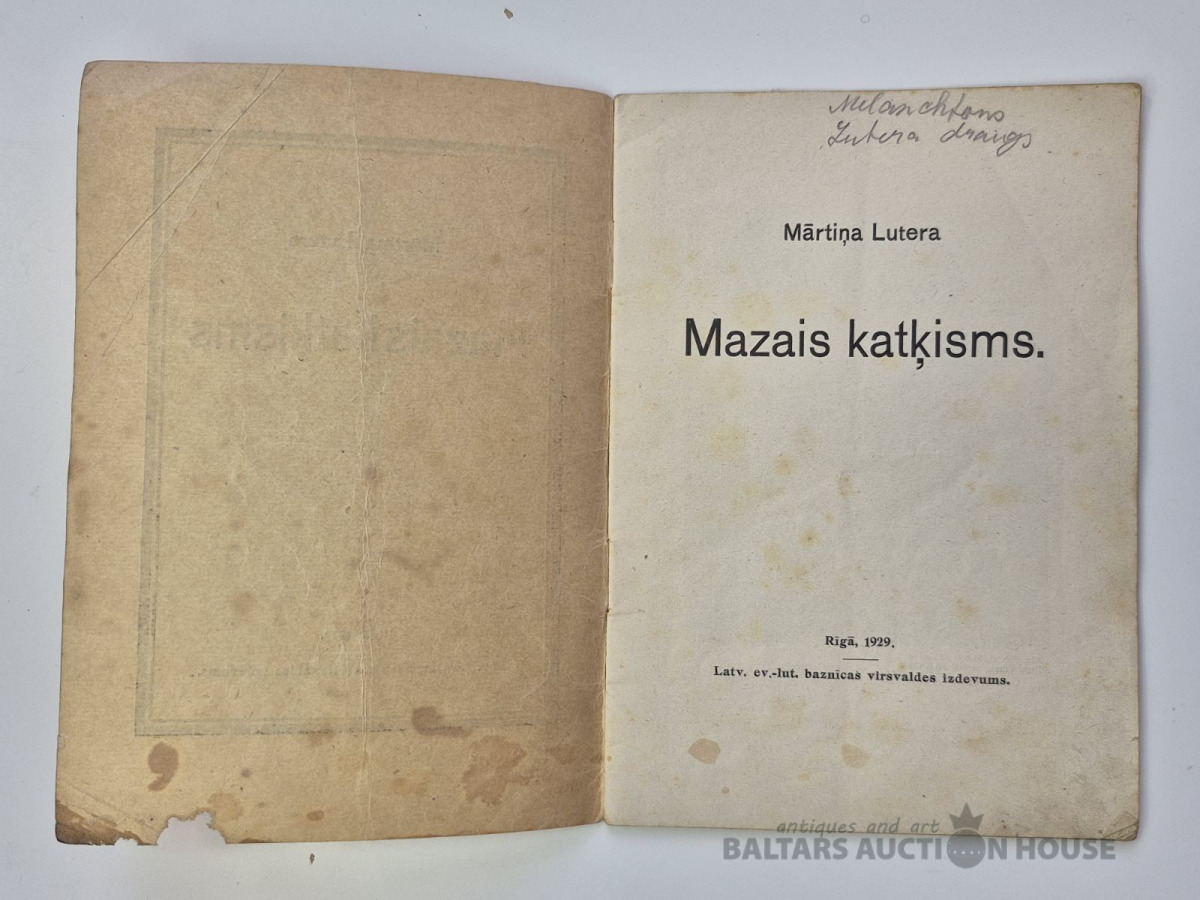 Melanchtons
Lutera draugs
Mārtiņa Lutera
Mazais katķisms.
Rīgā, 1929.
Latv. ev.-lut. baznīcas virsvaldes izdevums.
antiques and art
BALTARS AUCTION HOUSE